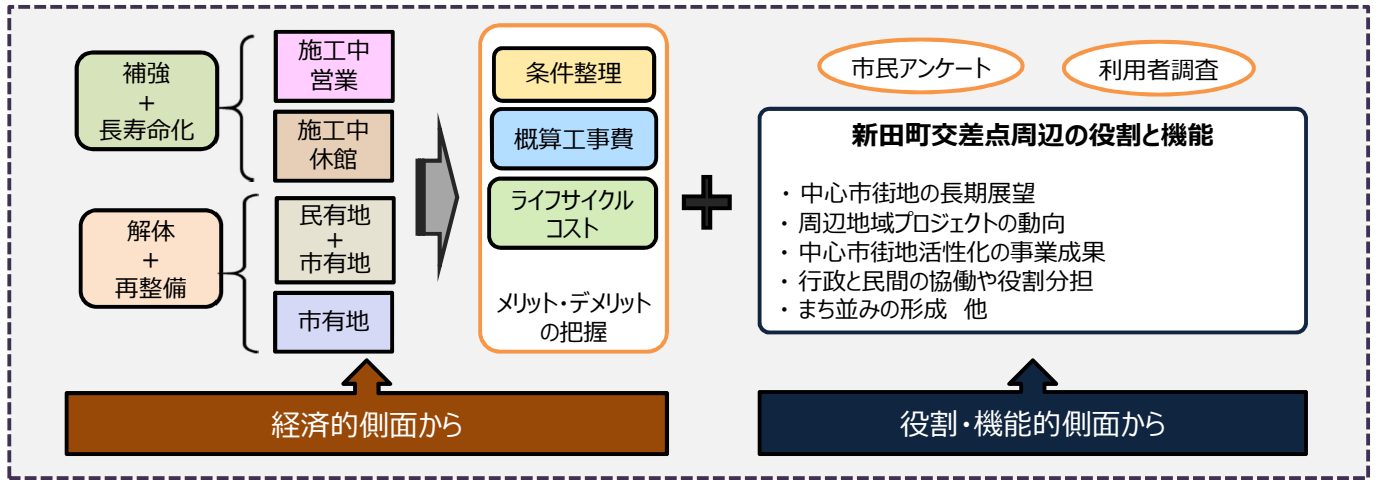 補強
+
長寿命化
施工中
営業
施工中
休館
解体
+
再整備
民有地
+
市有地
市有地
条件整理
概算工事費
ライフサイクル
コスト
メリット・デメリット
の把握
経済的側面から
市民アンケート
利用者調査
新田町交差点周辺の役割と機能
・ 中心市街地の長期展望
・ 周辺地域プロジェクトの動向
・ 中心市街地活性化の事業成果
・ 行政と民間の協働や役割分担
・ まち並みの形成 他
役割・機能的側面から